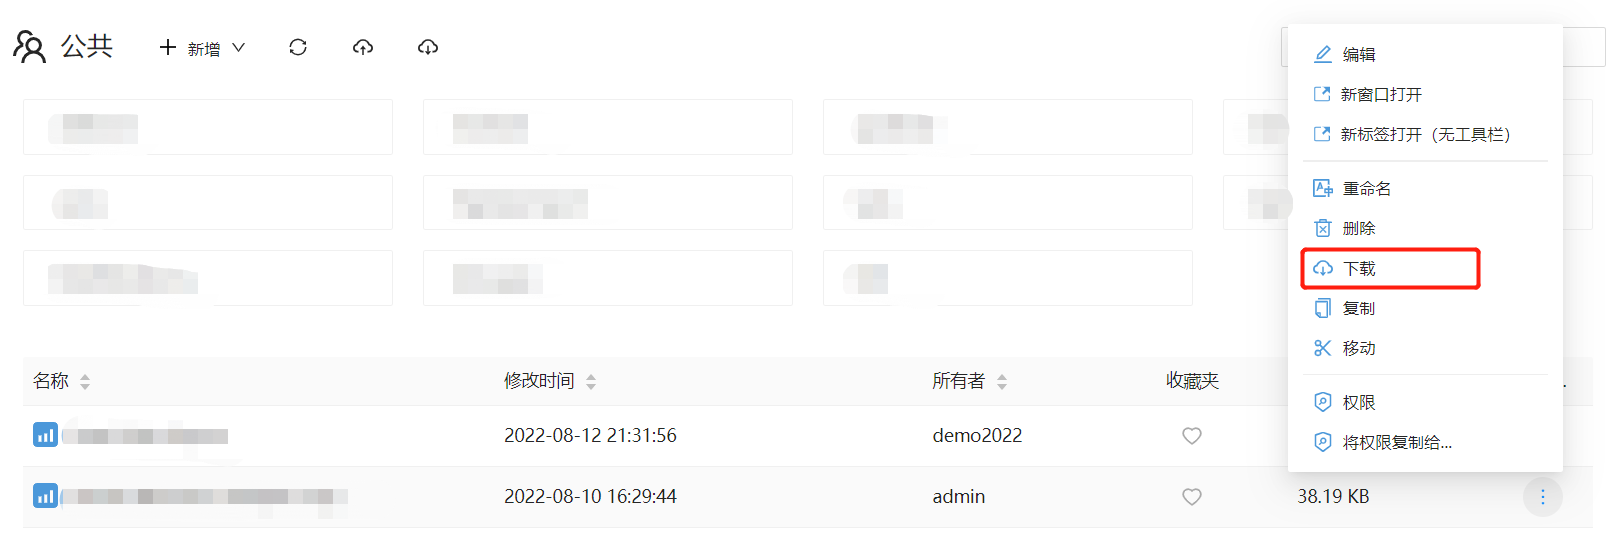 公共
新增
编辑
新窗口打开
新标签打开（无工具栏）
重命名
删除
下载
复制
移动
权限
将权限复制给...
名称
修改时间
所有者
收藏夹
2022-08-12 21:31:56
demo2022
2022-08-10 16:29:44
admin
38.19 KB